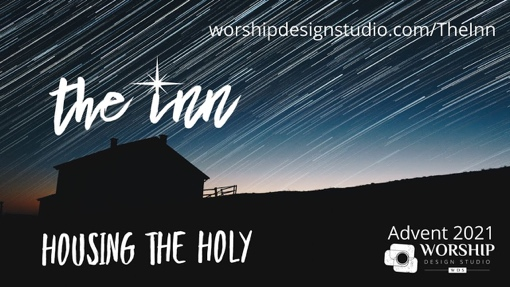 worshipdesignstudio.com/TheInn
the inn
HOUSING THE HOLY
Advent 2021
WORSHIP
DESIGN STUDIO